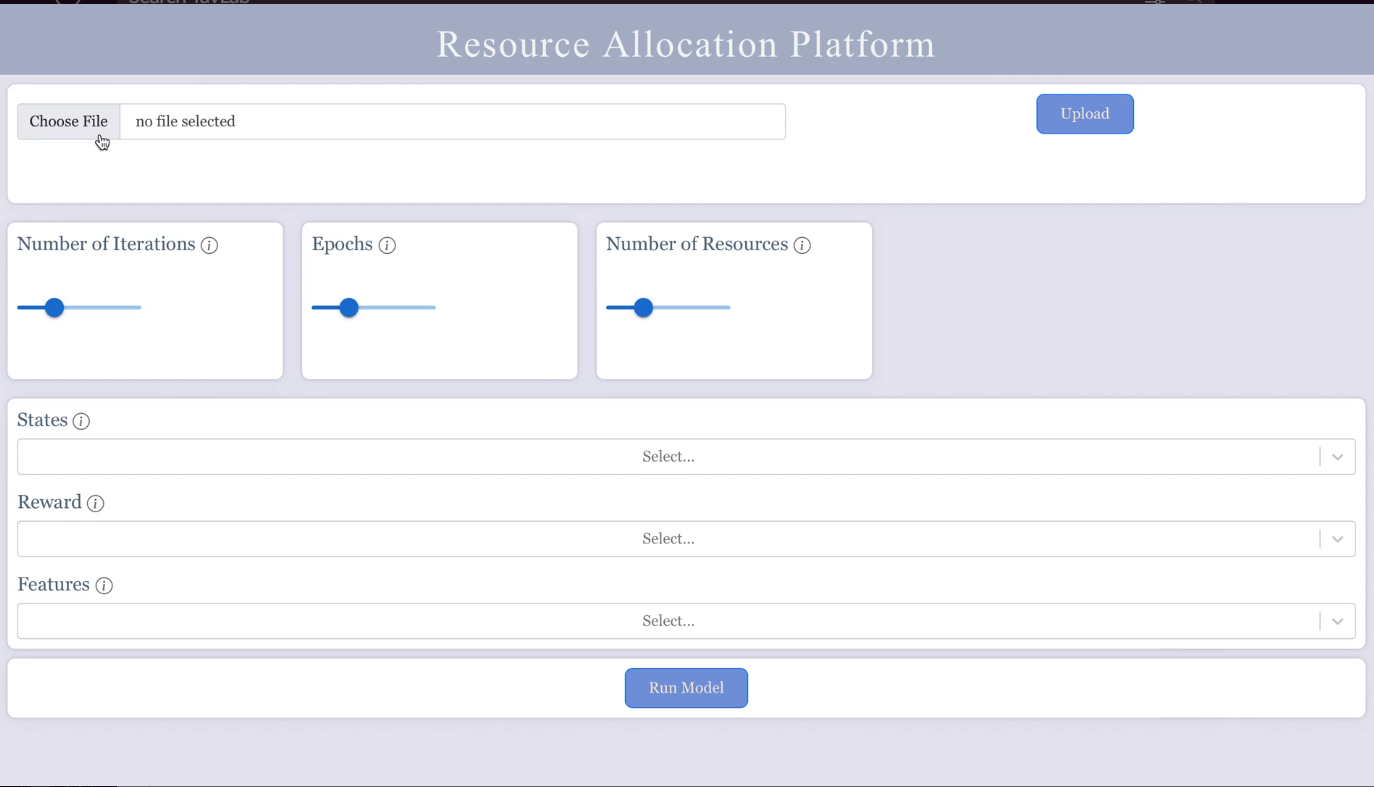 Resource Allocation Platform
Choose File no file selected
Upload
Number of Iterations
Epochs
Number of Resources
States
Select...
Reward
Select...
Features
Select...
Run Model